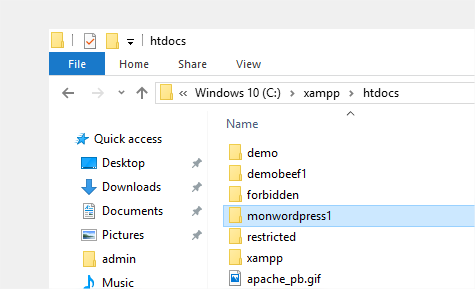 htdocs
File Home Share View
« Windows 10 (C:) > xampp > htdocs
Name
Quick access
Desktop
Downloads
Documents
Pictures
admin
Music
demo
demobeef1
forbidden
monwordpress1
restricted
xampp
apache_pb.gif